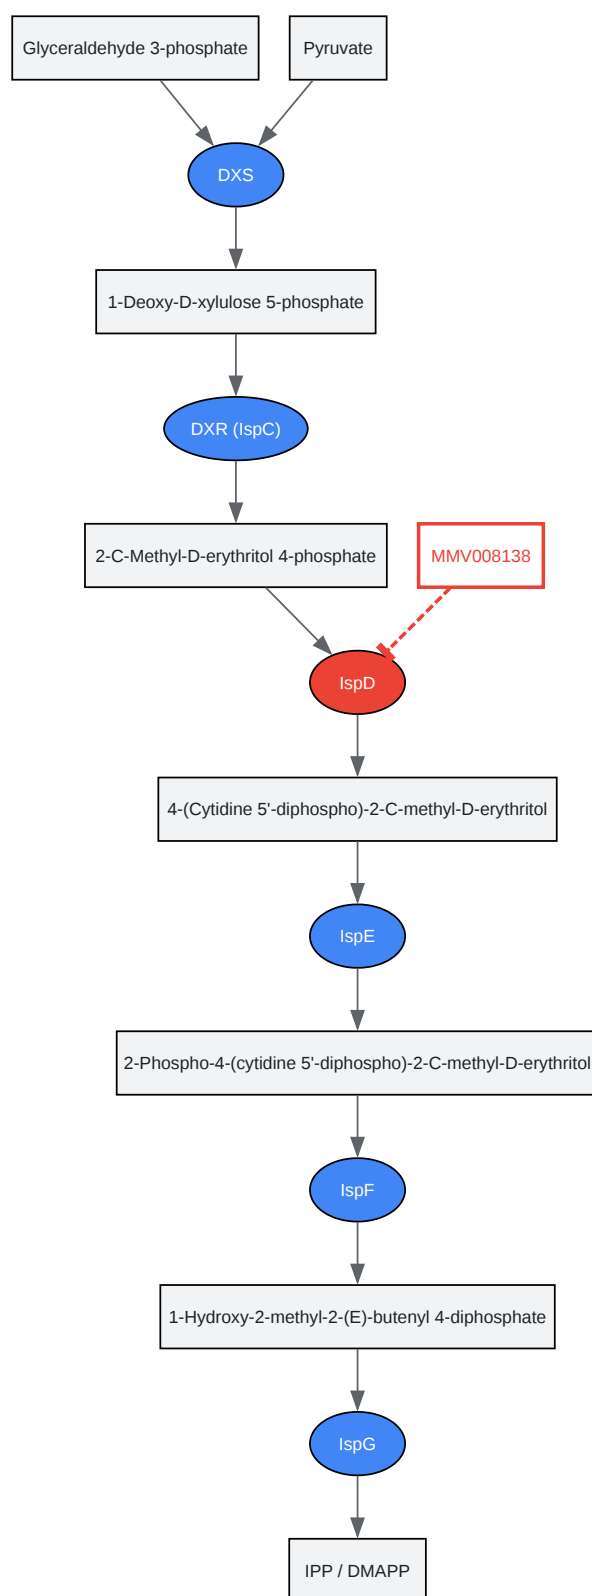 Glyceraldehyde 3-phosphate
Pyruvate
DXS
1-Deoxy-D-xylulose 5-phosphate
DXR (IspC)
2-C-Methyl-D-erythritol 4-phosphate
MMV008138
IspD
4-(Cytidine 5'-diphospho)-2-C-methyl-D-erythritol
IspE
2-Phospho-4-(cytidine 5'-diphospho)-2-C-methyl-D-erythritol
IspF
1-Hydroxy-2-methyl-2-(E)-butenyl 4-diphosphate
IspG
IPP / DMAPP